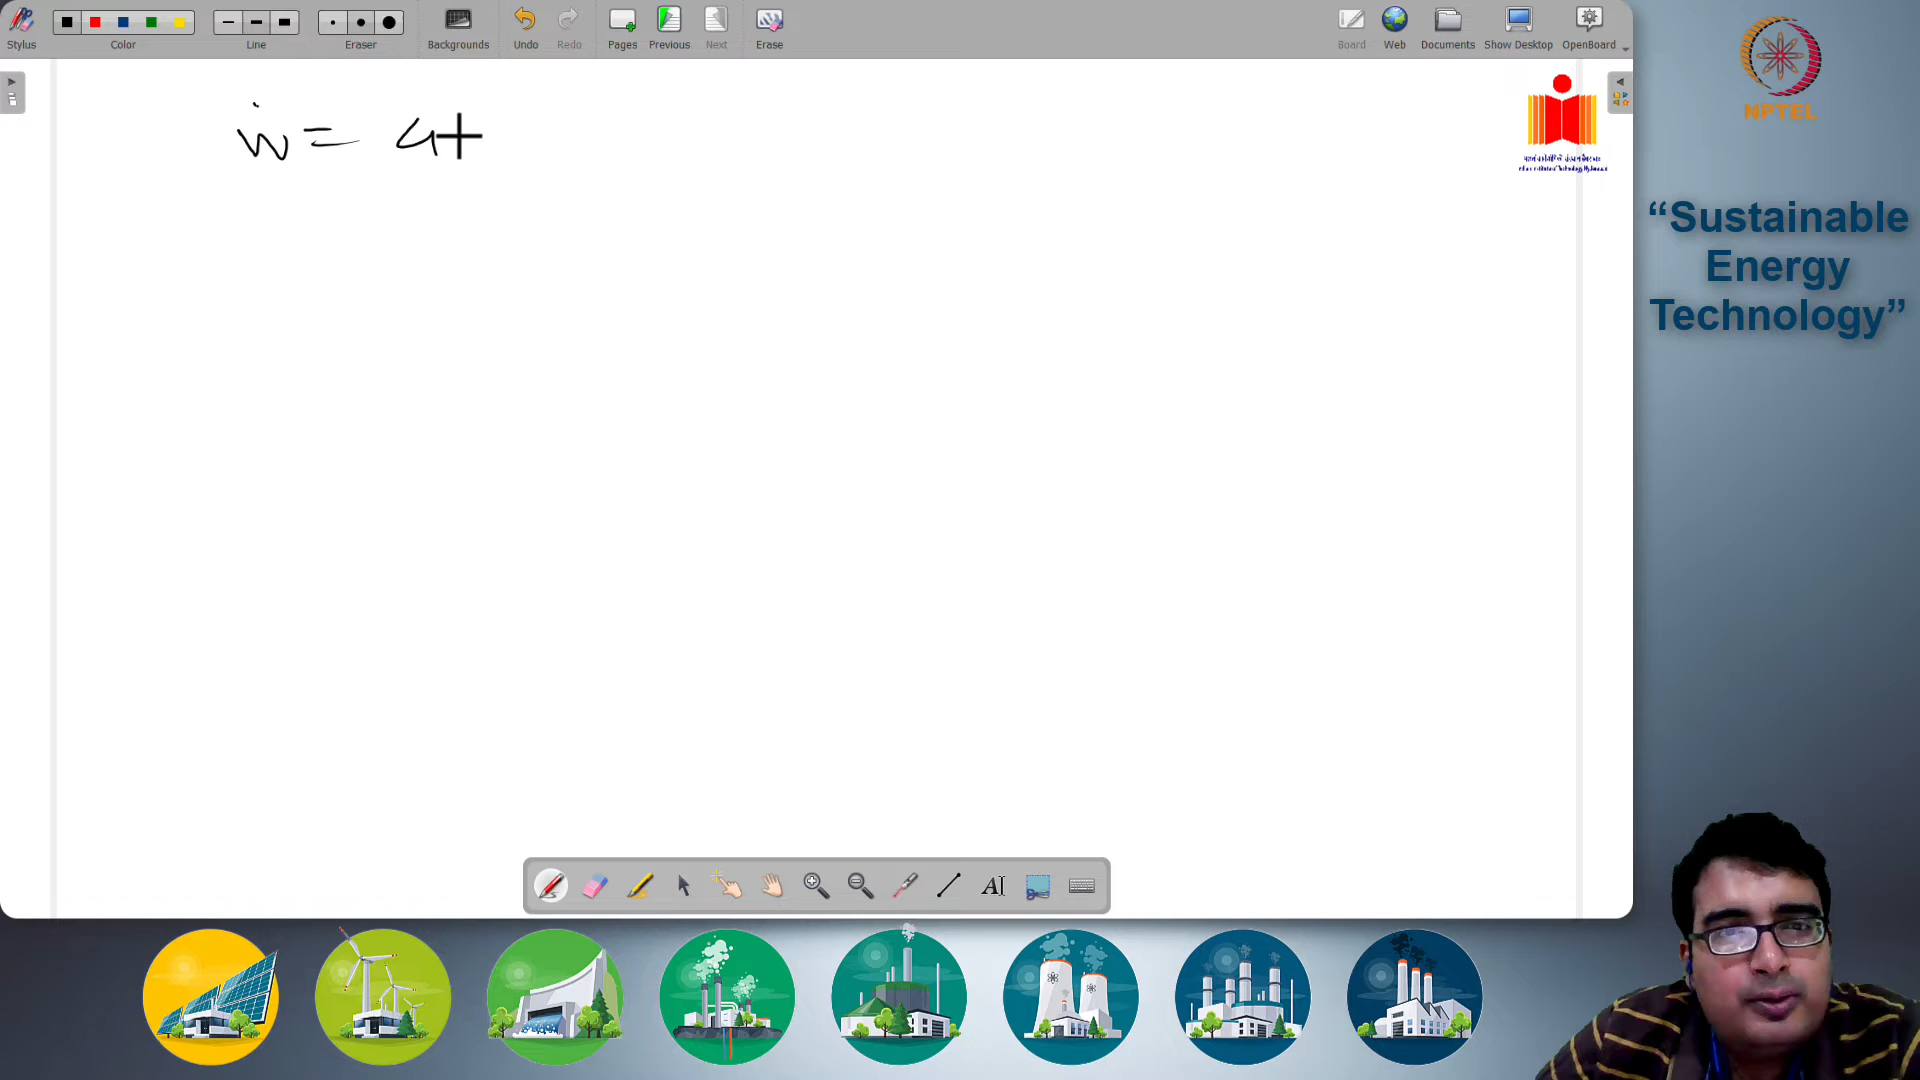 Stylus
Color
Line
Eraser
Backgrounds
Undo
Redo
Pages
Previous
Next
Erase
Board
Web
Documents
Show Desktop
OpenBoard
ẇ = 4
NPTEL
“Sustainable
Energy
Technology”